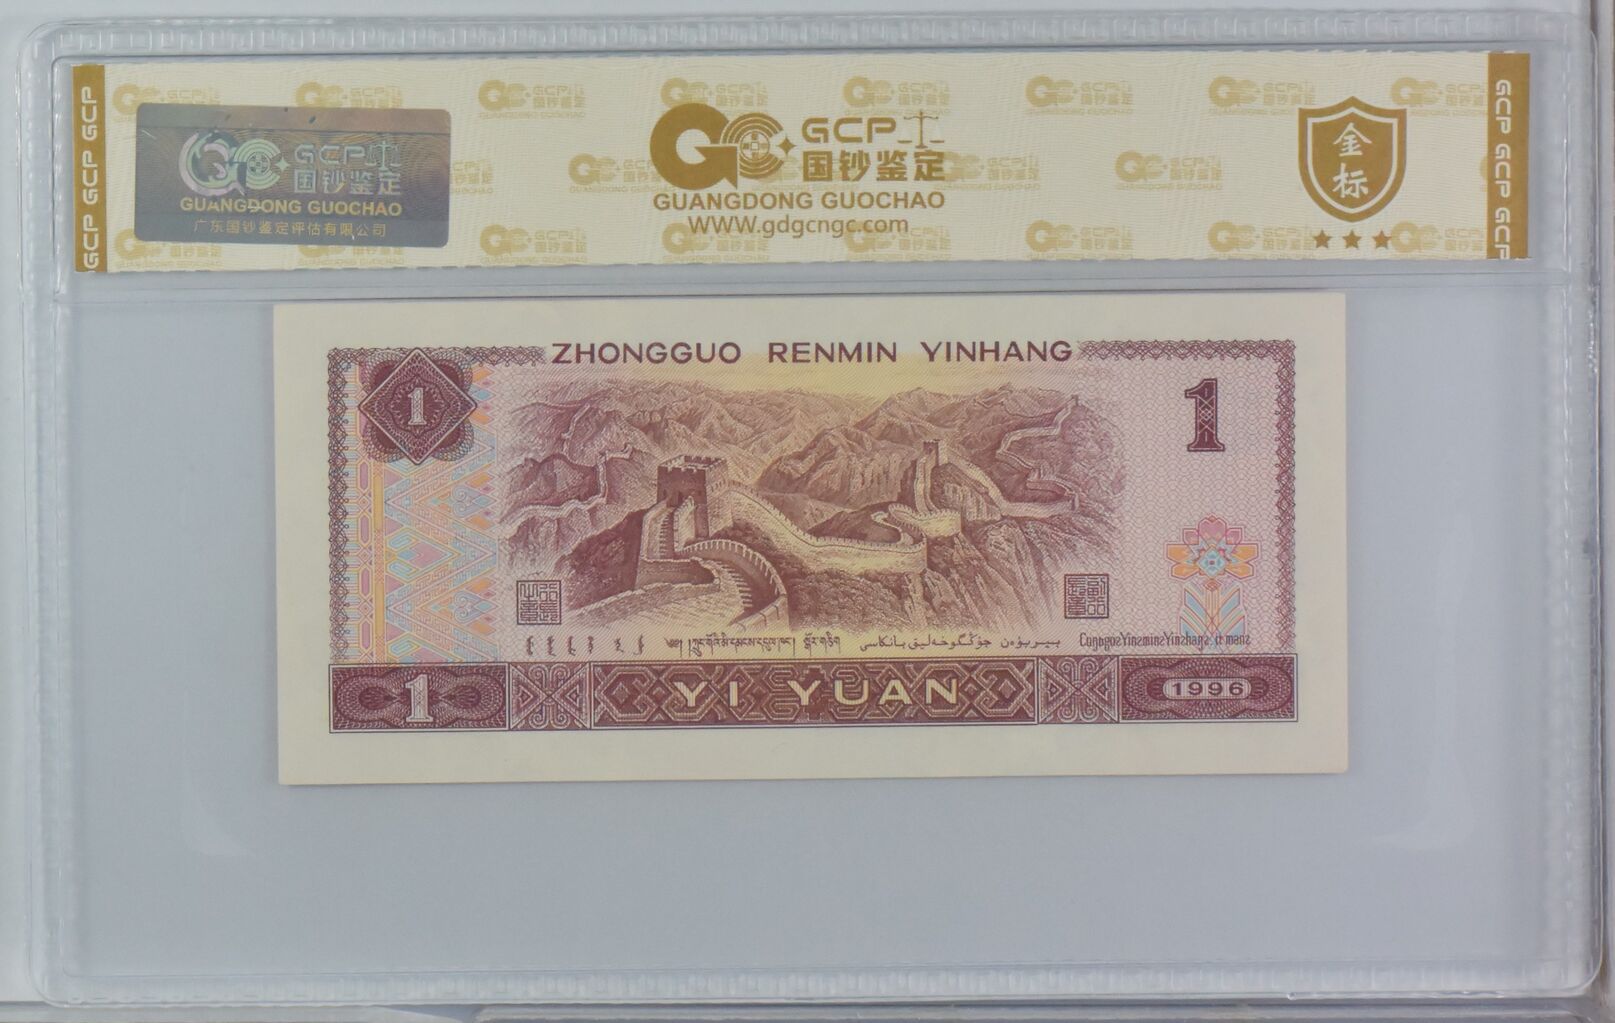 GCP GCP GCP
GCP
国钞鉴定
GUANGDONG GUOCHAO
广东国钞鉴定评估有限公司
GCP
国钞鉴定
GUANGDONG GUOCHAO
WWW.gdgcngc.com
金标
GCP GCP GCP
ZHONGGUO RENMIN YINHANG
1
1
1
YI YUAN
1996